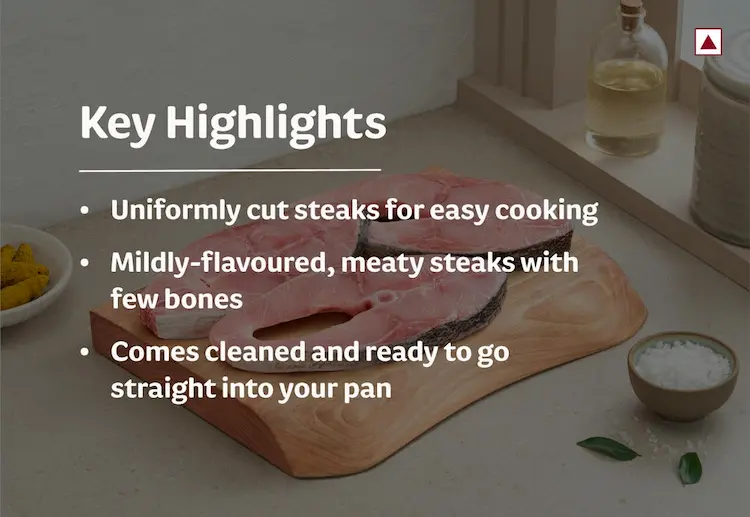 Key Highlights
• Uniformly cut steaks for easy cooking
• Mildly-flavoured, meaty steaks with
few bones
• Comes cleaned and ready to go
straight into your pan